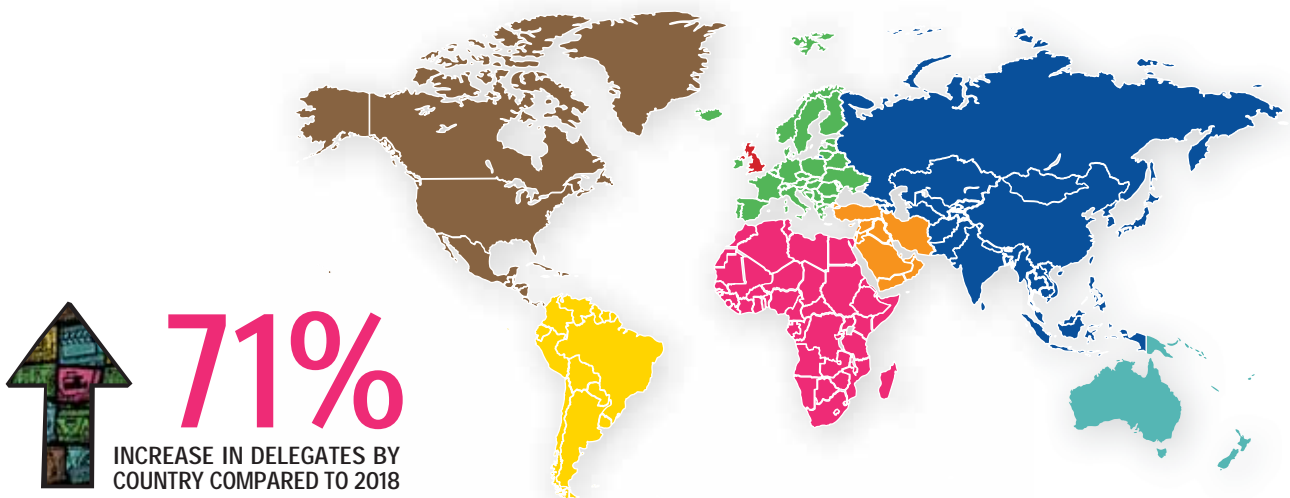 71%
INCREASE IN DELEGATES BY
COUNTRY COMPARED TO 2018